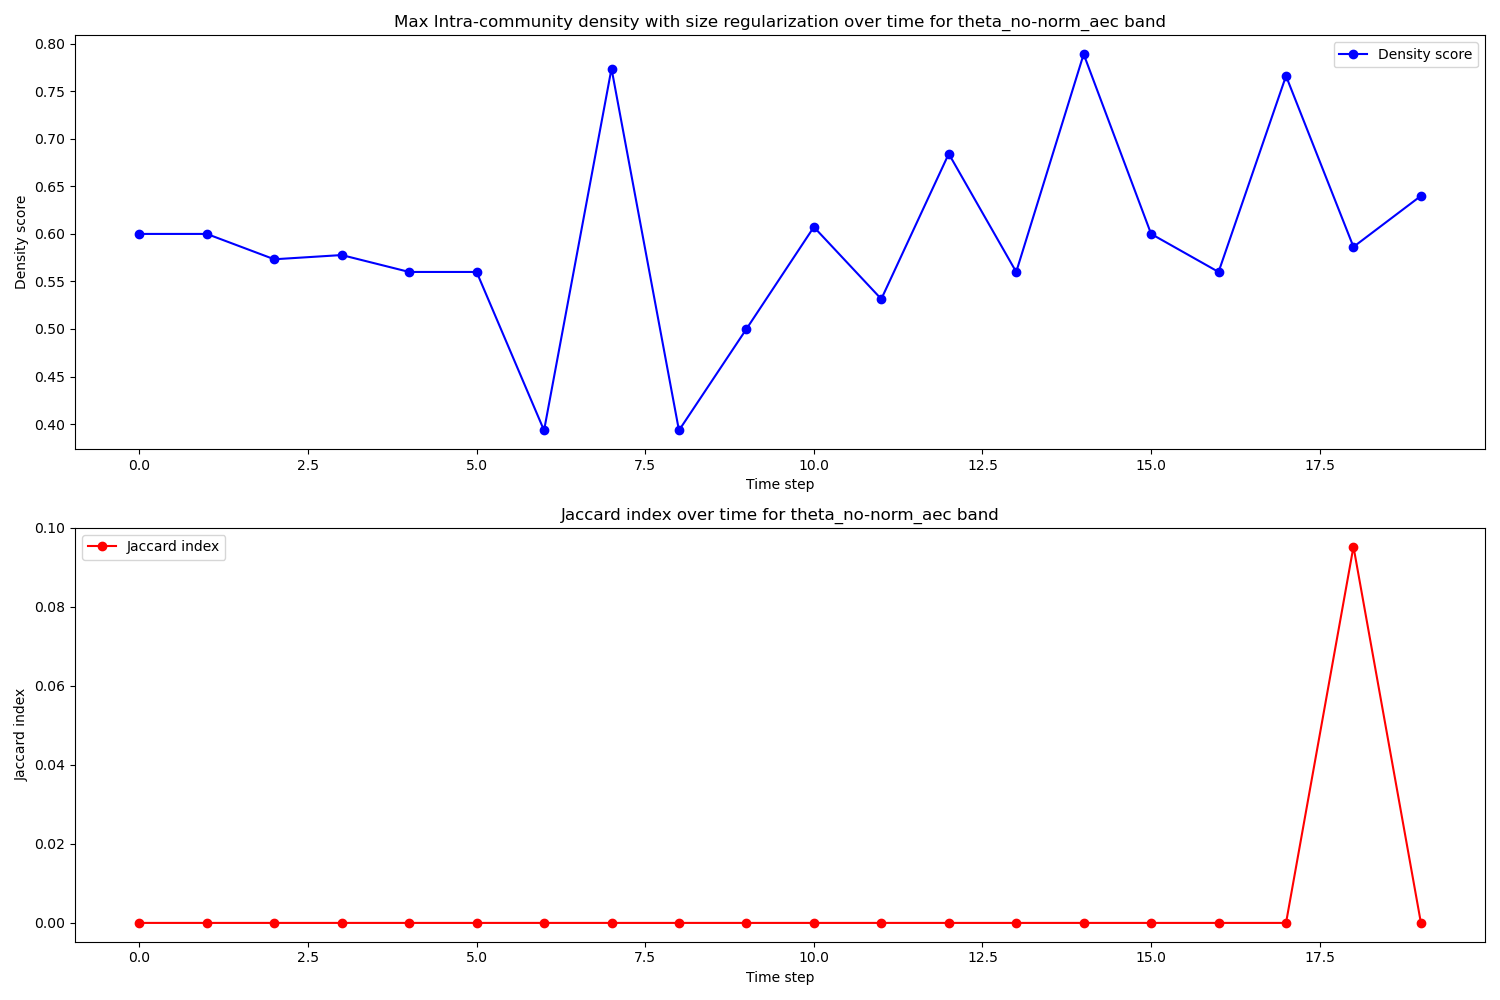 Max Intra-community density with size regularization over time for theta_no-norm_aec band
Density score
0.80
0.75
0.70
0.65
0.60
0.55
0.50
0.45
0.40
Density score
0.0 2.5 5.0 7.5 10.0 12.5 15.0 17.5
Time step
Jaccard index over time for theta_no-norm_aec band
Jaccard index
0.10
0.08
0.06
0.04
0.02
0.00
Jaccard index
0.0 2.5 5.0 7.5 10.0 12.5 15.0 17.5
Time step